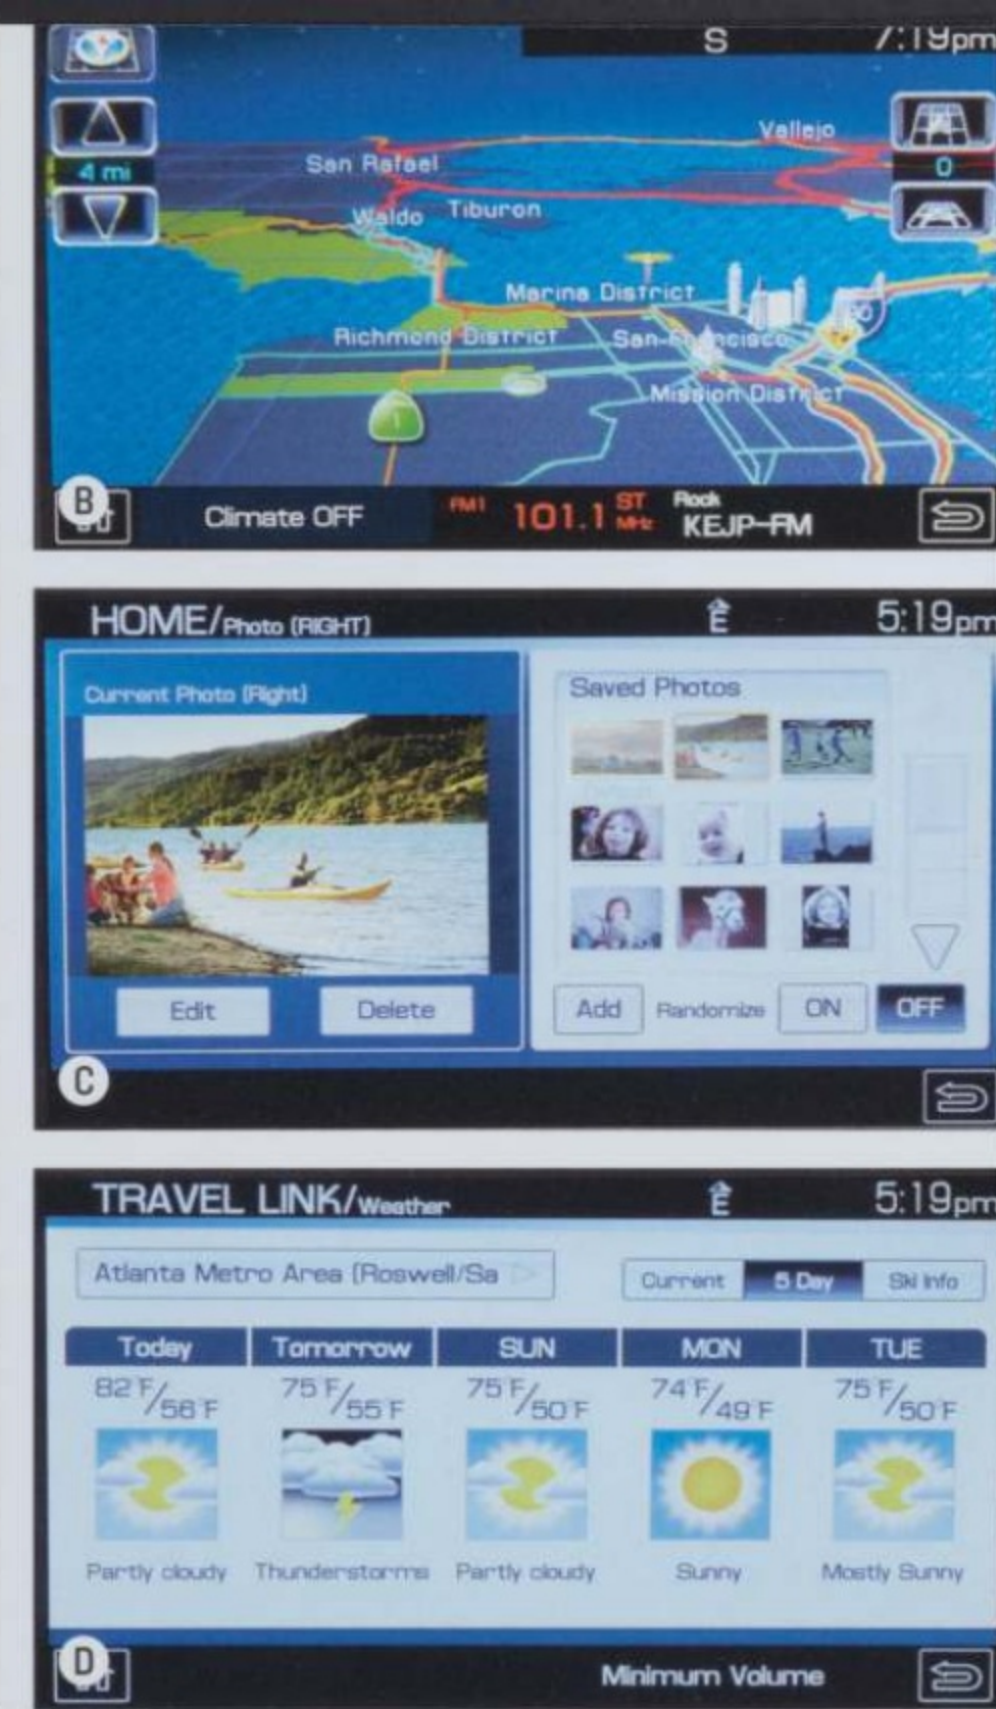 S 7:19pm
Vallejo
San Rafael
4 mi
0
Waldo Tiburon
Marina District
Richmond District San Francisco
Mission District
1
B
Climate OFF FM1 101.1 ST MHz Rock KEJP-FM
HOME/Photo (RIGHT) E 5:19pm
Current Photo (Right)
Saved Photos
Edit Delete
Add Randomize ON OFF
C
TRAVEL LINK/Weather E 5:19pm
Atlanta Metro Area (Roswell/Sa
Current 5 Day Ski Info
Today Tomorrow SUN MON TUE
82°F/56°F 75°F/55°F 75°F/50°F 74°F/49°F 75°F/50°F
Partly cloudy Thunderstorms Partly cloudy Sunny Mostly Sunny
D
Minimum Volume